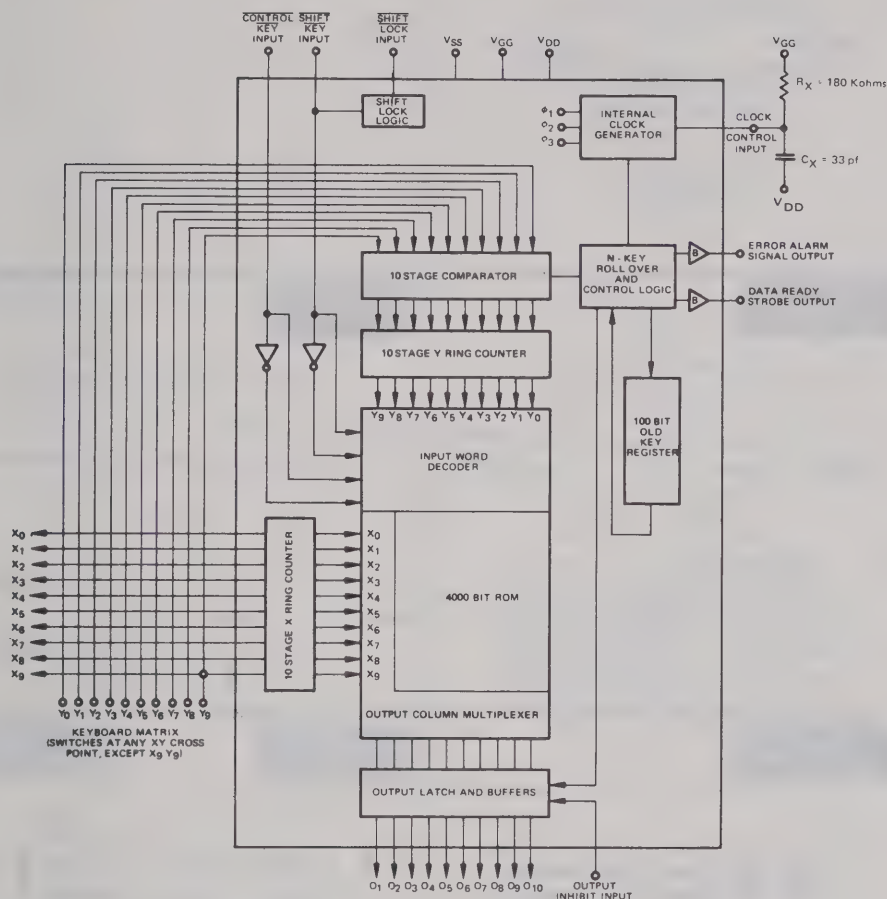 CONTROL KEY INPUT
SHIFT KEY INPUT
SHIFT LOCK INPUT
VSS
VGG
VDD
VGG
RX = 180 Kohms
SHIFT LOCK LOGIC
ɸ1
O2
O3
INTERNAL CLOCK GENERATOR
CLOCK CONTROL INPUT
CX = 33 pf
VDD
10 STAGE COMPARATOR
N-KEY ROLL OVER AND CONTROL LOGIC
B
ERROR ALARM SIGNAL OUTPUT
B
DATA READY STROBE OUTPUT
10 STAGE Y RING COUNTER
Y9 Y8 Y7 Y6 Y5 Y4 Y3 Y2 Y1 Y0
INPUT WORD DECODER
100 BIT OLD KEY REGISTER
X0
X1
X2
X3
X4
X5
X6
X7
X8
X9
10 STAGE X RING COUNTER
X0
X1
X2
X3
X4
X5
X6
X7
X8
X9
4000 BIT ROM
Y0 Y1 Y2 Y3 Y4 Y5 Y6 Y7 Y8 Y9
KEYBOARD MATRIX
(SWITCHES AT ANY XY CROSS
POINT, EXCEPT X9 Y9)
OUTPUT COLUMN MULTIPLEXER
OUTPUT LATCH AND BUFFERS
O1 O2 O3 O4 O5 O6 O7 O8 O9 O10
OUTPUT INHIBIT INPUT